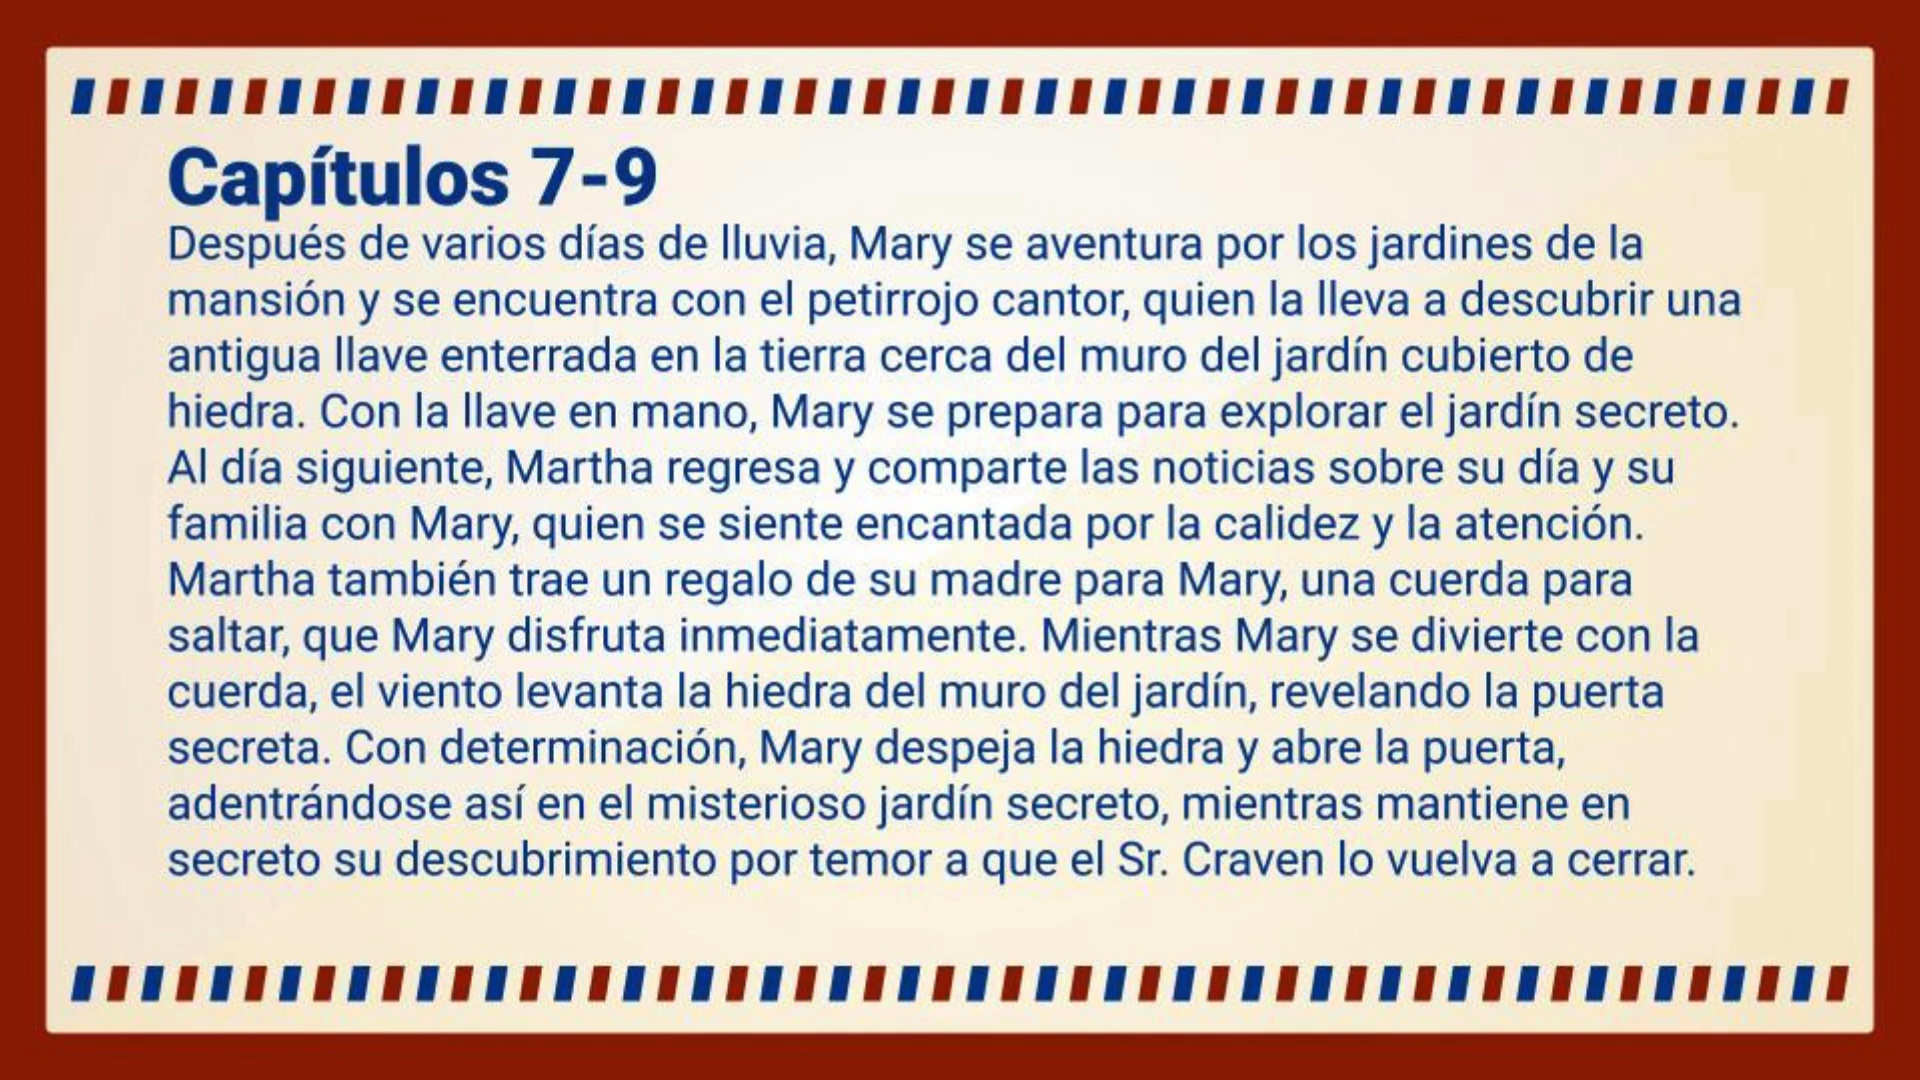 Capítulos 7-9
Después de varios días de lluvia, Mary se aventura por los jardines de la
mansión y se encuentra con el petirrojo cantor, quien la lleva a descubrir una
antigua llave enterrada en la tierra cerca del muro del jardín cubierto de
hiedra. Con la llave en mano, Mary se prepara para explorar el jardín secreto.
Al día siguiente, Martha regresa y comparte las noticias sobre su día y su
familia con Mary, quien se siente encantada por la calidez y la atención.
Martha también trae un regalo de su madre para Mary, una cuerda para
saltar, que Mary disfruta inmediatamente. Mientras Mary se divierte con la
cuerda, el viento levanta la hiedra del muro del jardín, revelando la puerta
secreta. Con determinación, Mary despeja la hiedra y abre la puerta,
adentrándose así en el misterioso jardín secreto, mientras mantiene en
secreto su descubrimiento por temor a que el Sr. Craven lo vuelva a cerrar.